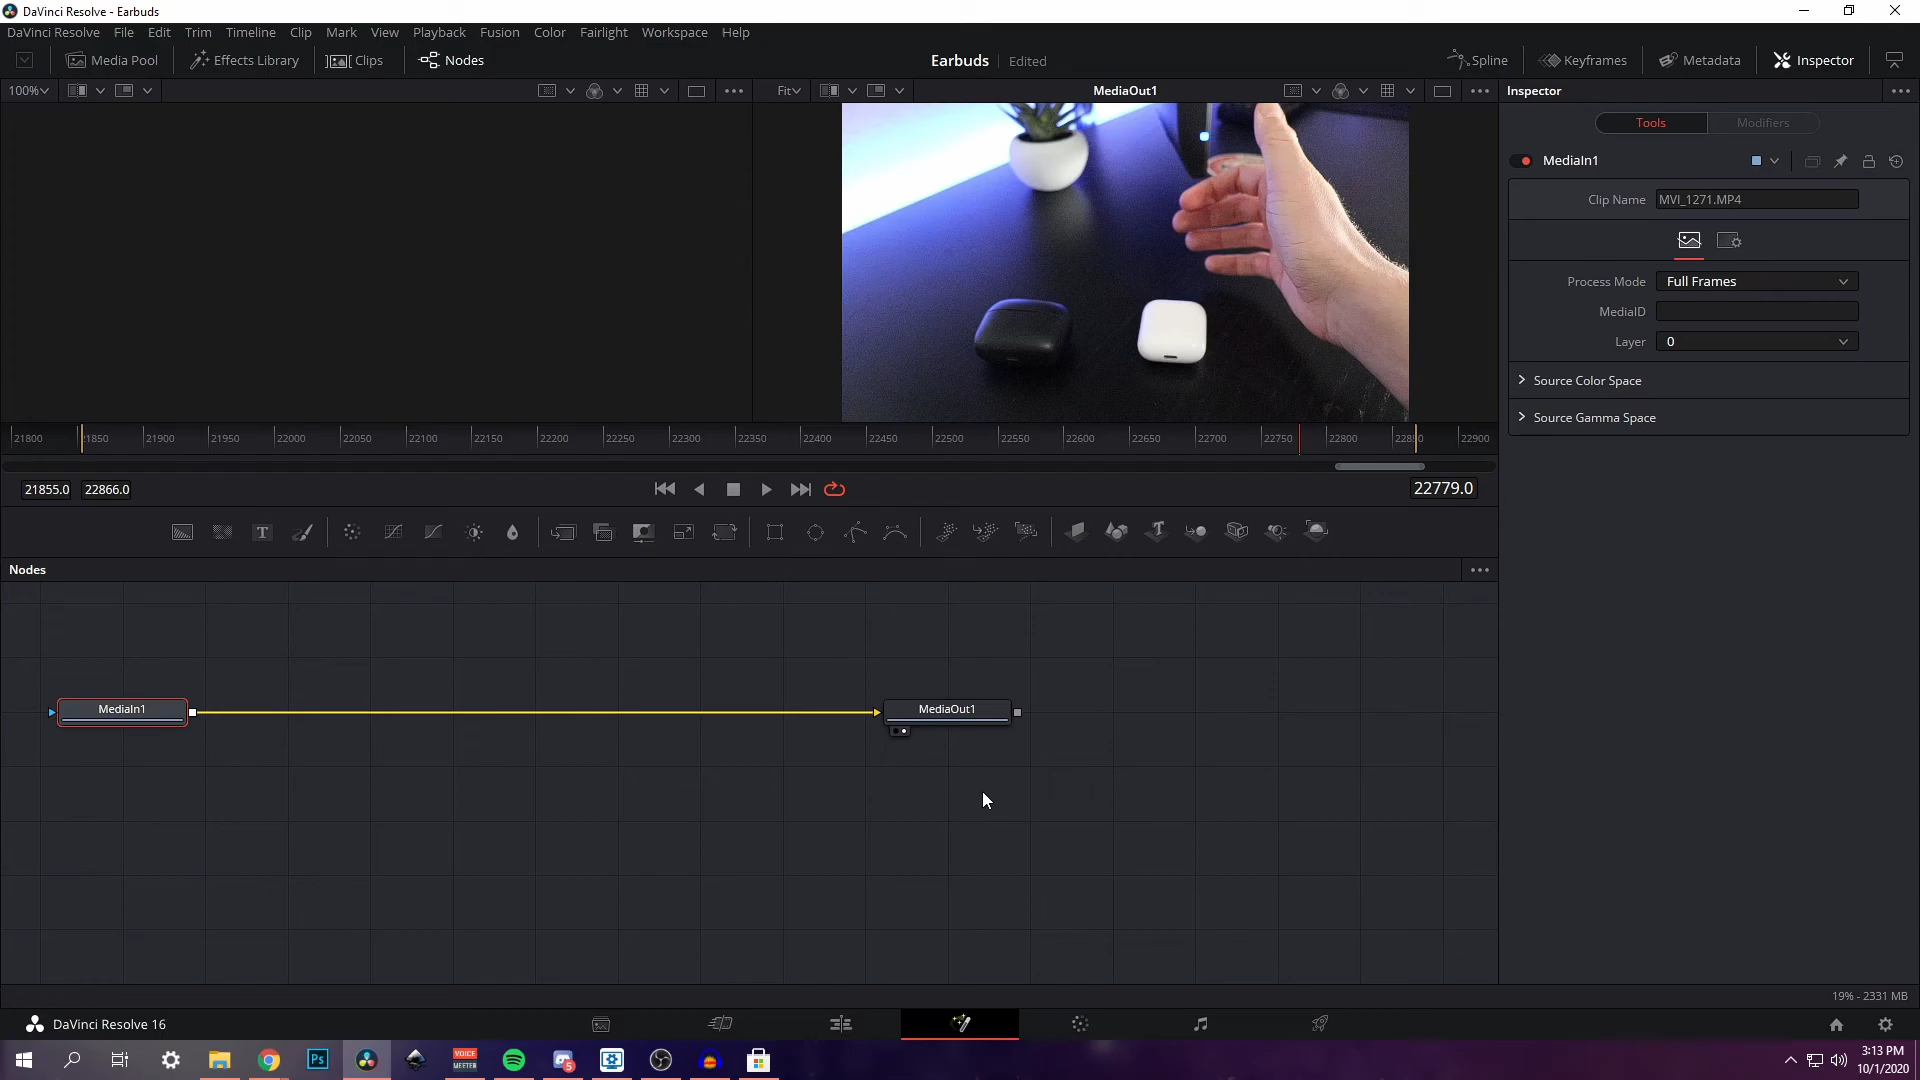 DaVinci Resolve - Earbuds
DaVinci Resolve File Edit Trim Timeline Clip Mark View Playback Fusion Color Fairlight Workspace Help
Media Pool Effects Library Clips Nodes Earbuds Edited Spline Keyframes Metadata Inspector
100% Fit MediaOut1 Inspector
Tools Modifiers
MediaIn1
Clip Name MVI_1271.MP4
Process Mode Full Frames
MediaID
Layer 0
Source Color Space
Source Gamma Space
21800 21850 21900 21950 22000 22050 22100 22150 22200 22250 22300 22350 22400 22450 22500 22550 22600 22650 22700 22750 22800 22850 22900
21855.0 22866.0 22779.0
T T
Nodes
MediaIn1 MediaOut1
19% - 2331 MB
DaVinci Resolve 16
Ps VOICE MEETER 5
3:13 PM
10/1/2020